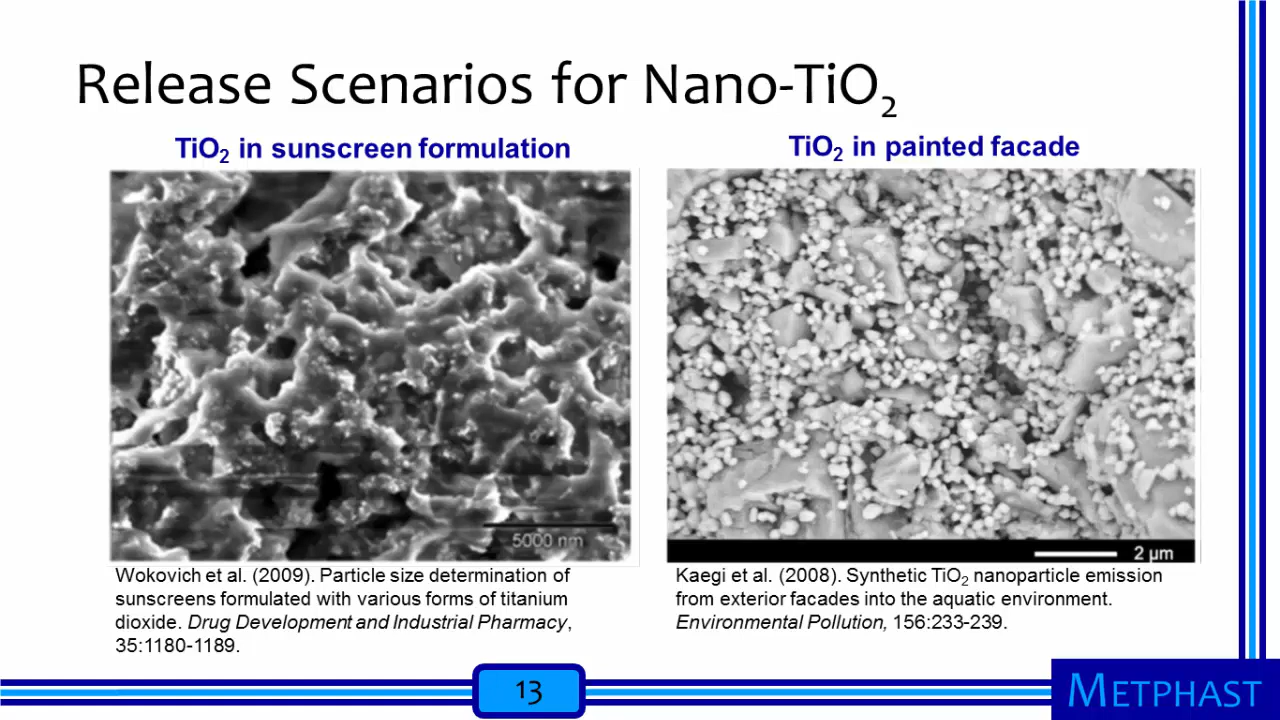 Release Scenarios for Nano-TiO₂
TiO₂ in sunscreen formulation
TiO₂ in painted facade
5000 nm
2 µm
Wokovich et al. (2009). Particle size determination of
sunscreens formulated with various forms of titanium
dioxide. Drug Development and Industrial Pharmacy,
35:1180-1189.
Kaegi et al. (2008). Synthetic TiO₂ nanoparticle emission
from exterior facades into the aquatic environment.
Environmental Pollution, 156:233-239.
13
METPHAST